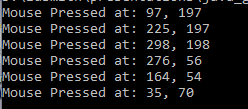 Mouse Pressed at: 97, 197
Mouse Pressed at: 225, 197
Mouse Pressed at: 298, 198
Mouse Pressed at: 276, 56
Mouse Pressed at: 164, 54
Mouse Pressed at: 35, 70